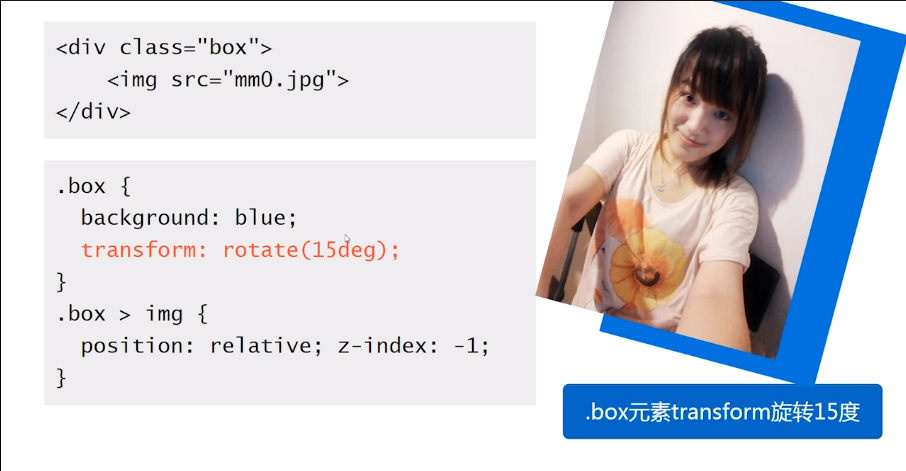 <div class="box">
    <img src="mm0.jpg">
</div>
.box {
  background: blue;
  transform: rotate(15deg);
}
.box > img {
  position: relative; z-index: -1;
}
.box元素transform旋转15度